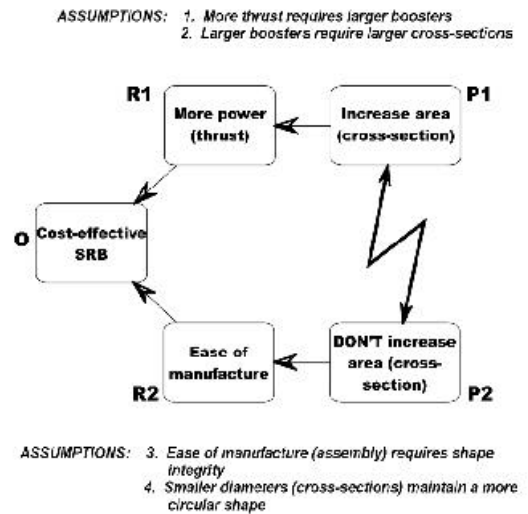 ASSUMPTIONS: 1. More thrust requires larger boosters
2. Larger boosters require larger cross-sections
R1
P1
More power
(thrust)
Increase area
(cross-section)
O
Cost-effective
SRB
Ease of
manufacture
DON'T increase
area (cross-
section)
R2
P2
ASSUMPTIONS: 3. Ease of manufacture (assembly) requires shape
integrity
4. Smaller diameters (cross-sections) maintain a more
circular shape